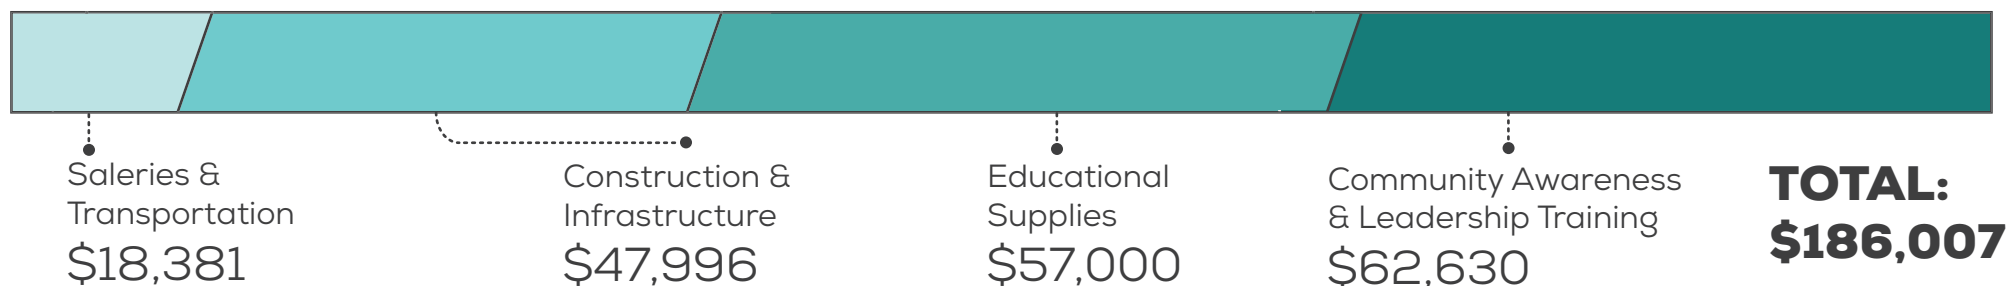 Saleries &
Transportation
$18,381
Construction &
Infrastructure
$47,996
Educational
Supplies
$57,000
Community Awareness
& Leadership Training
$62,630
TOTAL:
$186,007